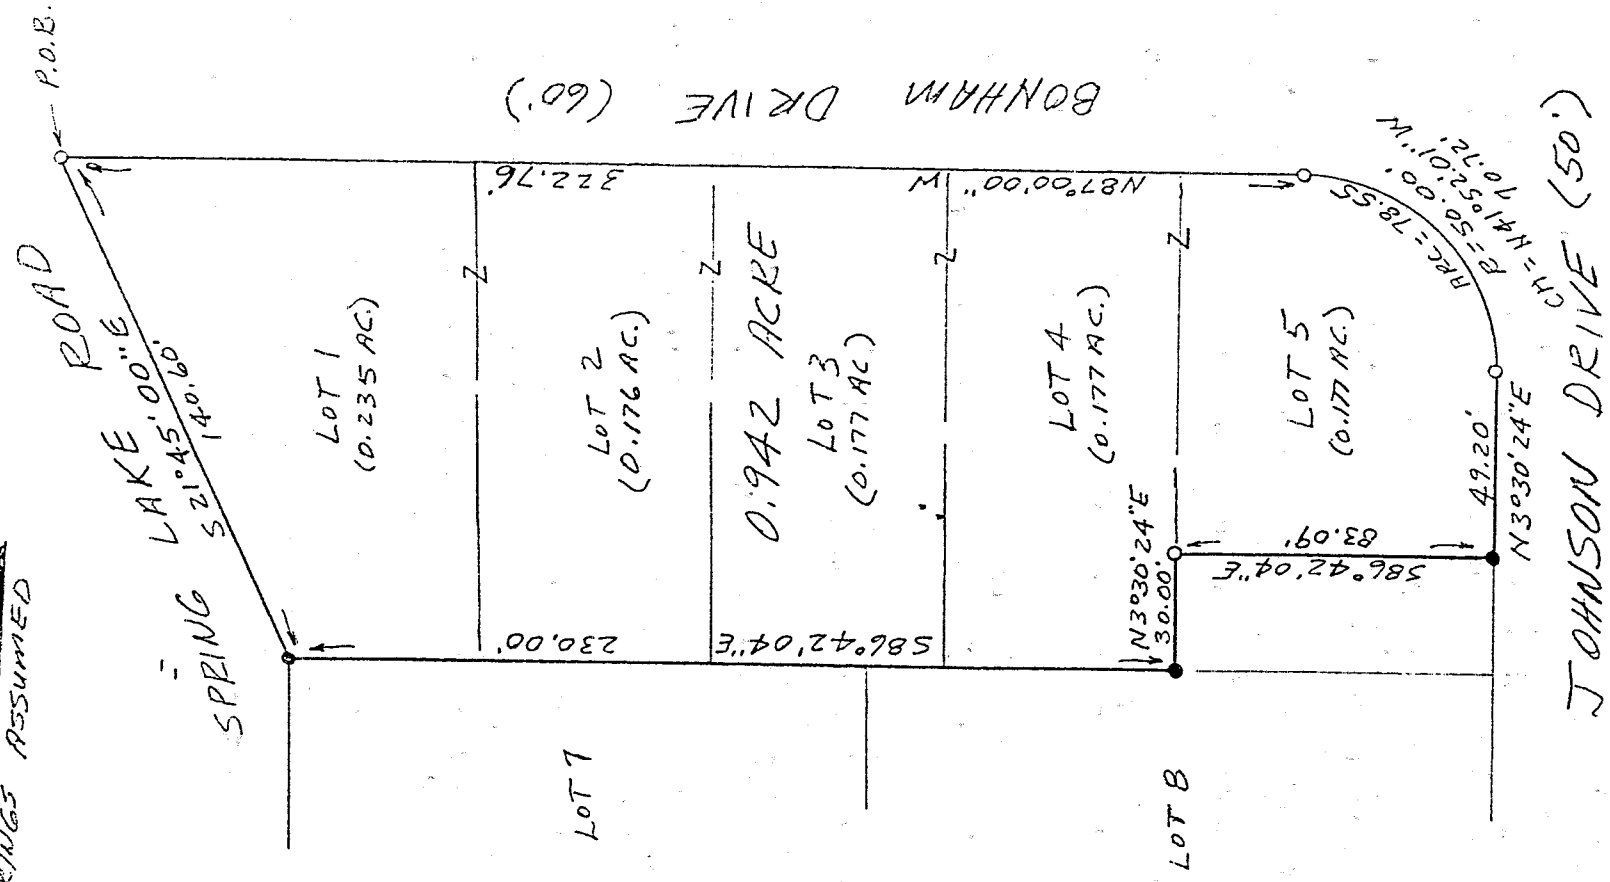 P.O.B.
BONHAM DRIVE (60')
SPRING LAKE ROAD
S 21°45'00"E
140.60'
ASSUMED
LOT 1
(0.235 AC.)
LOT 2
(0.176 AC.)
0.942 ACRE
LOT 3
(0.177 AC.)
LOT 4
(0.177 AC.)
LOT 5
(0.177 AC.)
N87°00'00" W
322.76'
ARC = 78.55
R = 50.00'
CH = N41°52'01" W
70.72'
S86°42'04"E
230.00'
N3°30'24"E
30.00'
S86°42'04"E
83.09'
49.20'
N3°30'24"E
LOT 7
LOT 8
JOHNSON DRIVE (50')